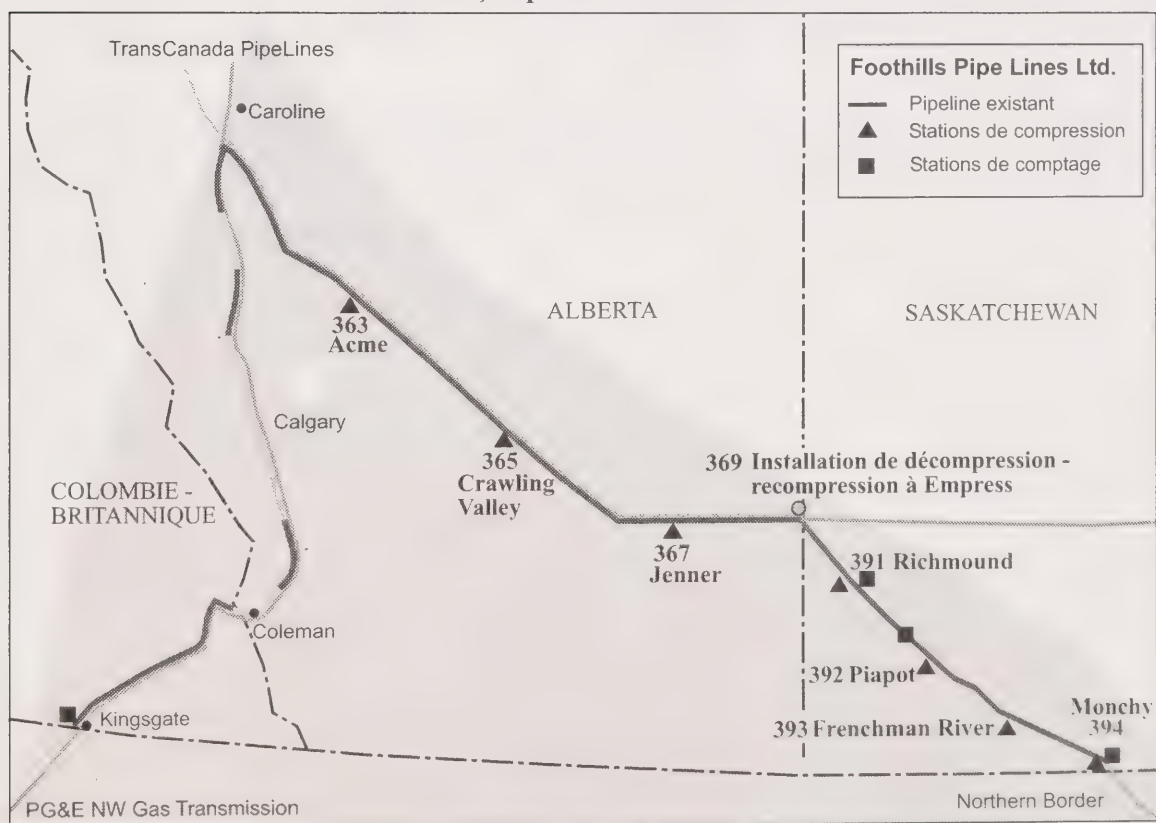 TransCanada PipeLines
Caroline
Foothills Pipe Lines Ltd.
Pipeline existant
Stations de compression
Stations de comptage
ALBERTA
SASKATCHEWAN
363
Acme
Calgary
365
Crawling
Valley
COLOMBIE -
BRITANNIQUE
369 Installation de décompression -
recompression à Empress
367
Jenner
391 Richmound
Coleman
392 Piapot
Kingsgate
393 Frenchman River
Monchy
394
PG&E NW Gas Transmission
Northern Border